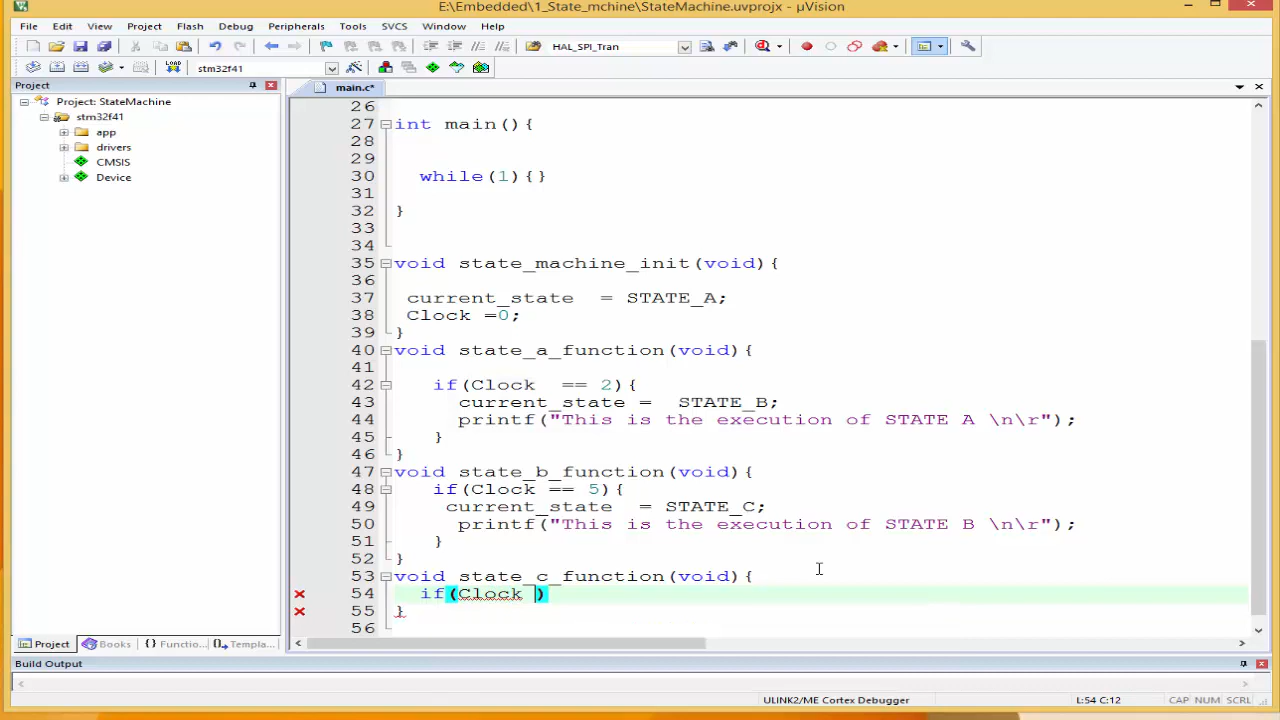 E:\Embedded\1_State_mchine\StateMachine.uvprojx - µVision
File Edit View Project Flash Debug Peripherals Tools SVCS Window Help
HAL_SPI_Tran
LOAD stm32f41
Project
main.c*
Project: StateMachine
stm32f41
app
drivers
CMSIS
Device
26
27 int main(){
28
29
30 while(1){}
31
32 }
33
34
35 void state_machine_init(void){
36
37 current_state = STATE_A;
38 Clock =0;
39 }
40 void state_a_function(void){
41
42 if(Clock == 2){
43 current_state = STATE_B;
44 printf("This is the execution of STATE A \n\r");
45 }
46 }
47 void state_b_function(void){
48 if(Clock == 5){
49 current_state = STATE_C;
50 printf("This is the execution of STATE B \n\r");
51 }
52 }
53 void state_c_function(void){
54 if(Clock )
55 }
56
Project Books {} Functio... Templa...
Build Output
ULINK2/ME Cortex Debugger L:54 C:12 CAP NUM SCRL